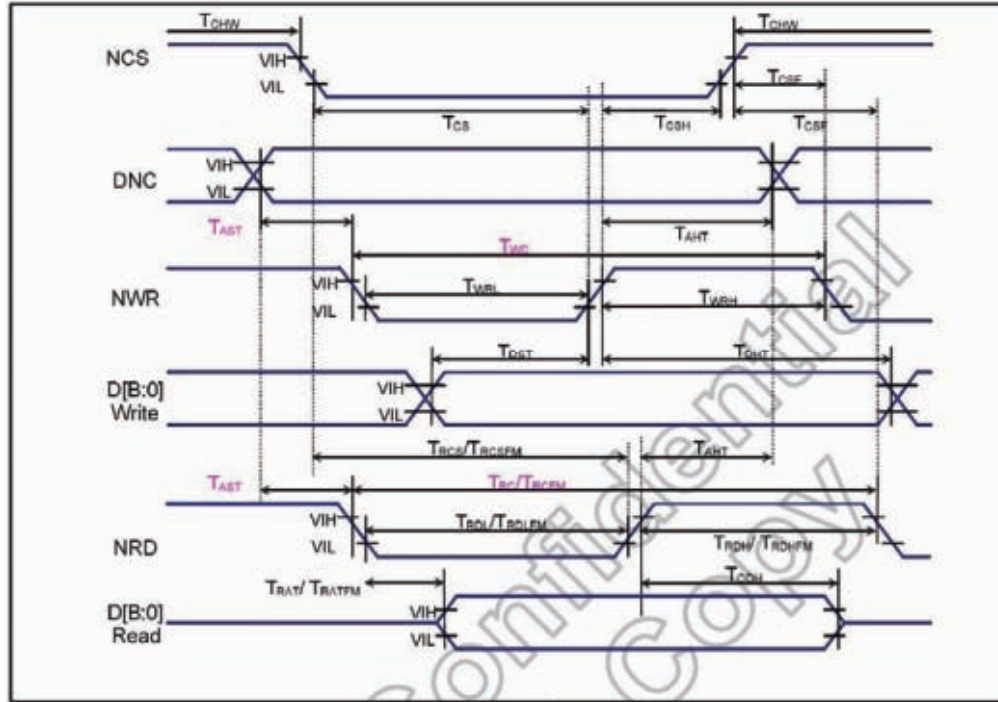 TCHW
TCHW
NCS
VIH
VIL
TCSF
TCS
TCSH
TCSF
DNC
VIH
VIL
TAST
TAHT
TWC
NWR
VIH
VIL
TWRL
TWRH
TDST
TDHT
D[B:0]
Write
VIH
VIL
TRCS/TRCSFM
TAHT
TAST
TRC/TRCFM
NRD
VIH
VIL
TRDL/TRDLFM
TRDH/ TRDHFM
TRAT/ TRATFM
TODH
D[B:0]
Read
VIH
VIL
Confidential
Copy